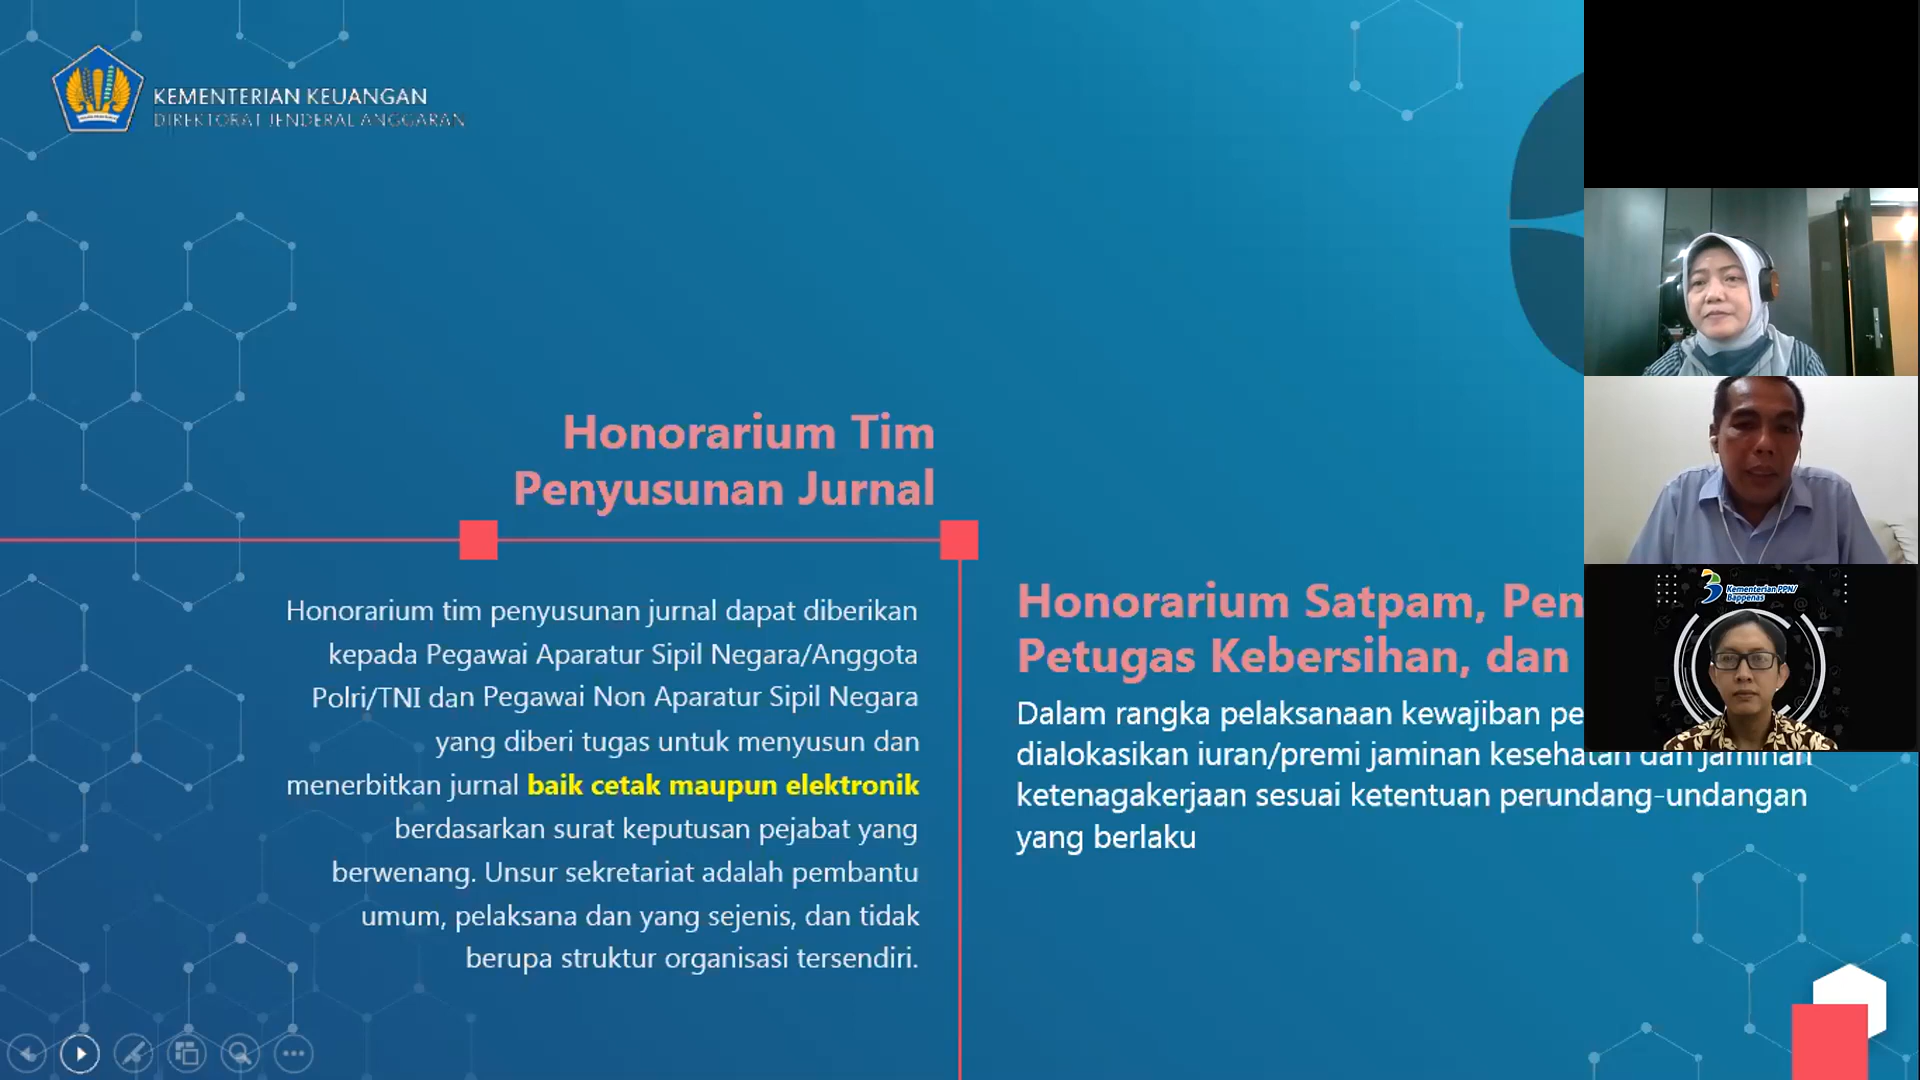 KEMENTERIAN KEUANGAN
DIREKTORAT JENDERAL ANGGARAN
Honorarium Tim
Penyusunan Jurnal
Honorarium tim penyusunan jurnal dapat diberikan
kepada Pegawai Aparatur Sipil Negara/Anggota
Polri/TNI dan Pegawai Non Aparatur Sipil Negara
yang diberi tugas untuk menyusun dan
menerbitkan jurnal baik cetak maupun elektronik
berdasarkan surat keputusan pejabat yang
berwenang. Unsur sekretariat adalah pembantu
umum, pelaksana dan yang sejenis, dan tidak
berupa struktur organisasi tersendiri.
Honorarium Satpam, Pen
Petugas Kebersihan, dan
Dalam rangka pelaksanaan kewajiban pe
dialokasikan iuran/premi jaminan kesehatan dan jaminan
ketenagakerjaan sesuai ketentuan perundang-undangan
yang berlaku
Kementerian PPN/
Bappenas